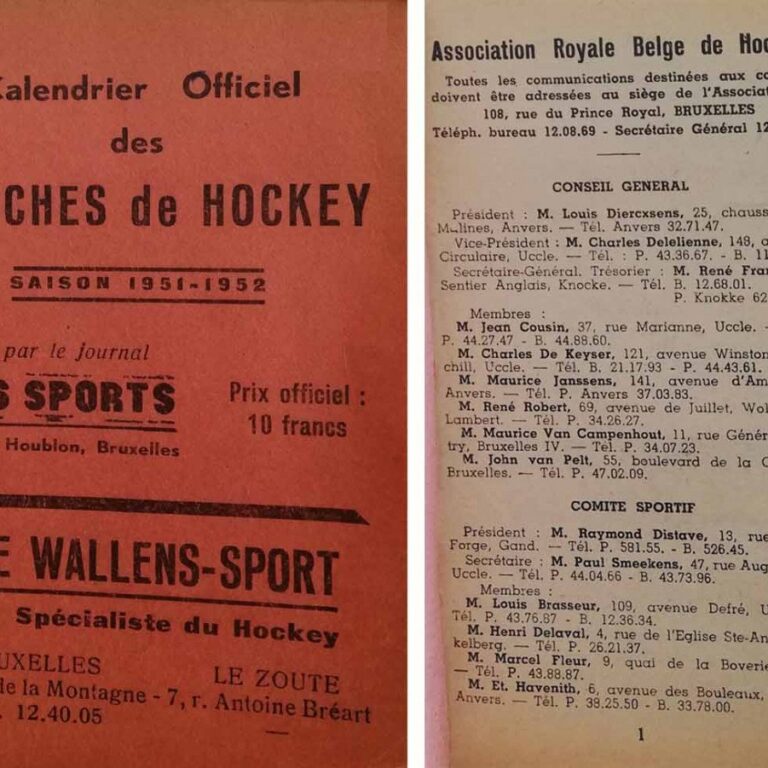 Kalendrier Officiel
des
CHES de HOCKEY
SAISON 1951-1952
par le journal
S SPORTS
Prix officiel :
10 francs
Houblon, Bruxelles
E WALLENS-SPORT
Spécialiste du Hockey
UXELLES
LE ZOUTE
de la Montagne - 7, r. Antoine Bréart
. 12.40.05
Association Royale Belge de Hoc
Toutes les communications destinées aux co
doivent être adressées au siège de l'Associat
108, rue du Prince Royal, BRUXELLES
Téléph. bureau 12.08.69 - Secrétaire Général 12
CONSEIL GENERAL
Président : M. Louis Diercxsens, 25, chauss
Malines, Anvers. — Tél. Anvers 32.71.47.
Vice-Président : M. Charles Delelienne, 148, a
Circulaire, Uccle. — Tél. : P. 43.36.67. - B. 11
Secrétaire-Général. Trésorier : M. René Fran
Sentier Anglais, Knocke. — Tél. B. 12.68.01.
P. Knokke 62
Membres :
M. Jean Cousin, 37, rue Marianne, Uccle. -
P. 44.27.47 - B. 44.88.60.
M. Charles De Keyser, 121, avenue Winston
chill, Uccle. — Tél. B. 21.17.93 - P. 44.43.61.
M. Maurice Janssens, 141, avenue d'Am
Anvers. — Tél. P. Anvers 37.03.83.
M. René Robert, 69, avenue de Juillet, Wol
Lambert. — Tél. P. 34.26.27.
M. Maurice Van Campenhout, 11, rue Génér
try, Bruxelles IV. — Tél. P. 34.07.23.
M. John van Pelt, 55, boulevard de la C
Bruxelles. — Tél. P. 47.02.09.
COMITE SPORTIF
Président : M. Raymond Distave, 13, rue
Forge, Gand. — Tél. P. 581.55. - B. 526.45.
Secrétaire : M. Paul Smeekens, 47, rue Aug
Uccle. — Tél. P. 44.04.66 - B. 43.73.96.
Membres :
M. Louis Brasseur, 109, avenue Defré, U
Tél. P. 43.76.87 - B. 12.36.34.
M. Henri Delaval, 4, rue de l'Eglise Ste-An
kelberg. — Tél. P. 26.21.37.
M. Marcel Fleur, 9, quai de la Boverie
— Tél. P. 43.88.87.
M. Et. Havenith, 6, avenue des Bouleaux,
Anvers. — Tél. P. 38.25.50 - B. 33.78.00.
1